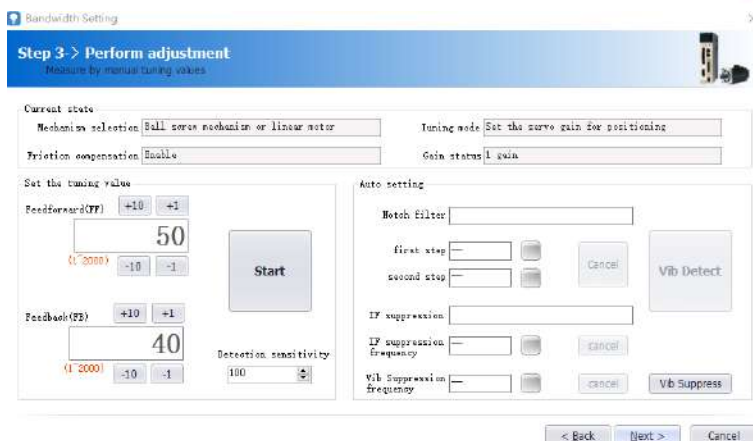 Bandwidth Setting
Step 3-> Perform adjustment
Measure by manual tuning values
Current state
Mechanism selection Ball screw mechanism or linear motor
Tuning mode Set the servo gain for positioning
Friction compensation Enable
Gain status 1 gain
Set the tuning value
Feedforward(FF) +10 +1
50
(1~2000) -10 -1
Start
Feedback(FB) +10 +1
40
(1~2000) -10 -1
Detection sensitivity
100
Auto setting
Notch filter
first step —
second step —
Cancel
Vib Detect
IF suppression
IF suppression
frequency —
cancel
Vib Suppression
frequency —
cancel
Vib Suppress
< Back Next > Cancel